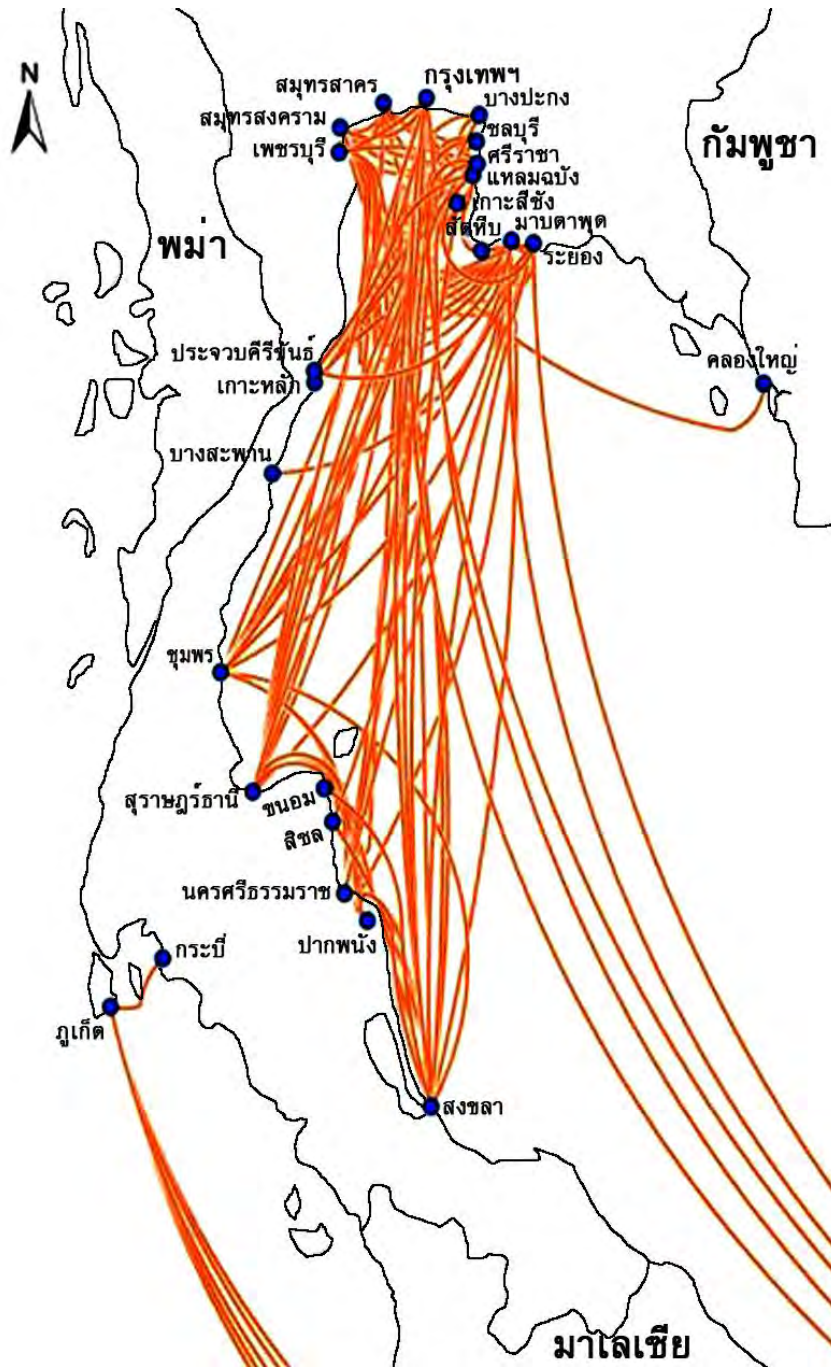 N
สมุทรสาคร
กรุงเทพฯ
สมุทรสงคราม
บางปะกง
เพชรบุรี
ชลบุรี
ศรีราชา
แหลมฉบัง
กัมพูชา
เกาะสีชัง
สัตหีบ
มาบตาพุด
พม่า
ระยอง
ประจวบคีรีขันธ์
เกาะหลัก
คลองใหญ่
บางสะพาน
ชุมพร
สุราษฎร์ธานี
ขนอม
สิชล
นครศรีธรรมราช
ปากพนัง
กระบี่
ภูเก็ต
สงขลา
มาเลเซีย